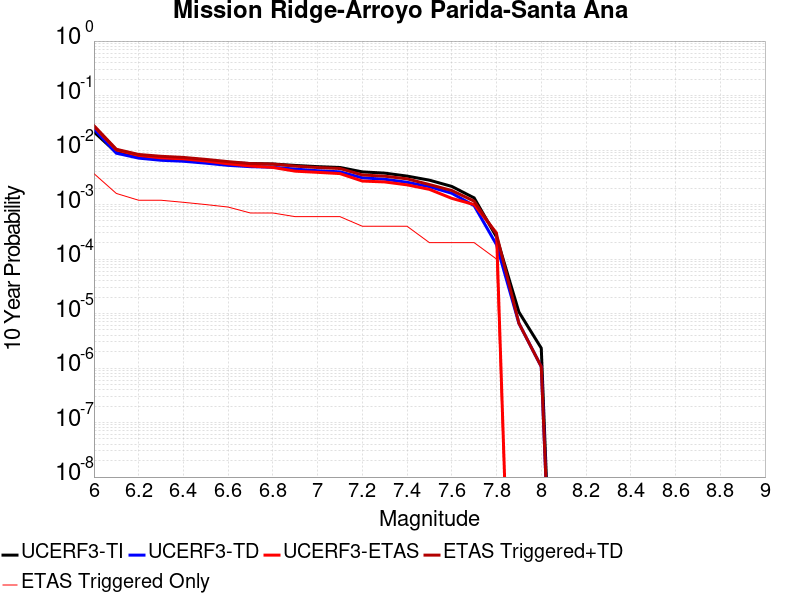 Mission Ridge-Arroyo Parida-Santa Ana
10^0
10^-1
10^-2
10^-3
10^-4
10^-5
10^-6
10^-7
10^-8
10 Year Probability
6 6.2 6.4 6.6 6.8 7 7.2 7.4 7.6 7.8 8 8.2 8.4 8.6 8.8 9
Magnitude
UCERF3-TI UCERF3-TD UCERF3-ETAS ETAS Triggered+TD
ETAS Triggered Only